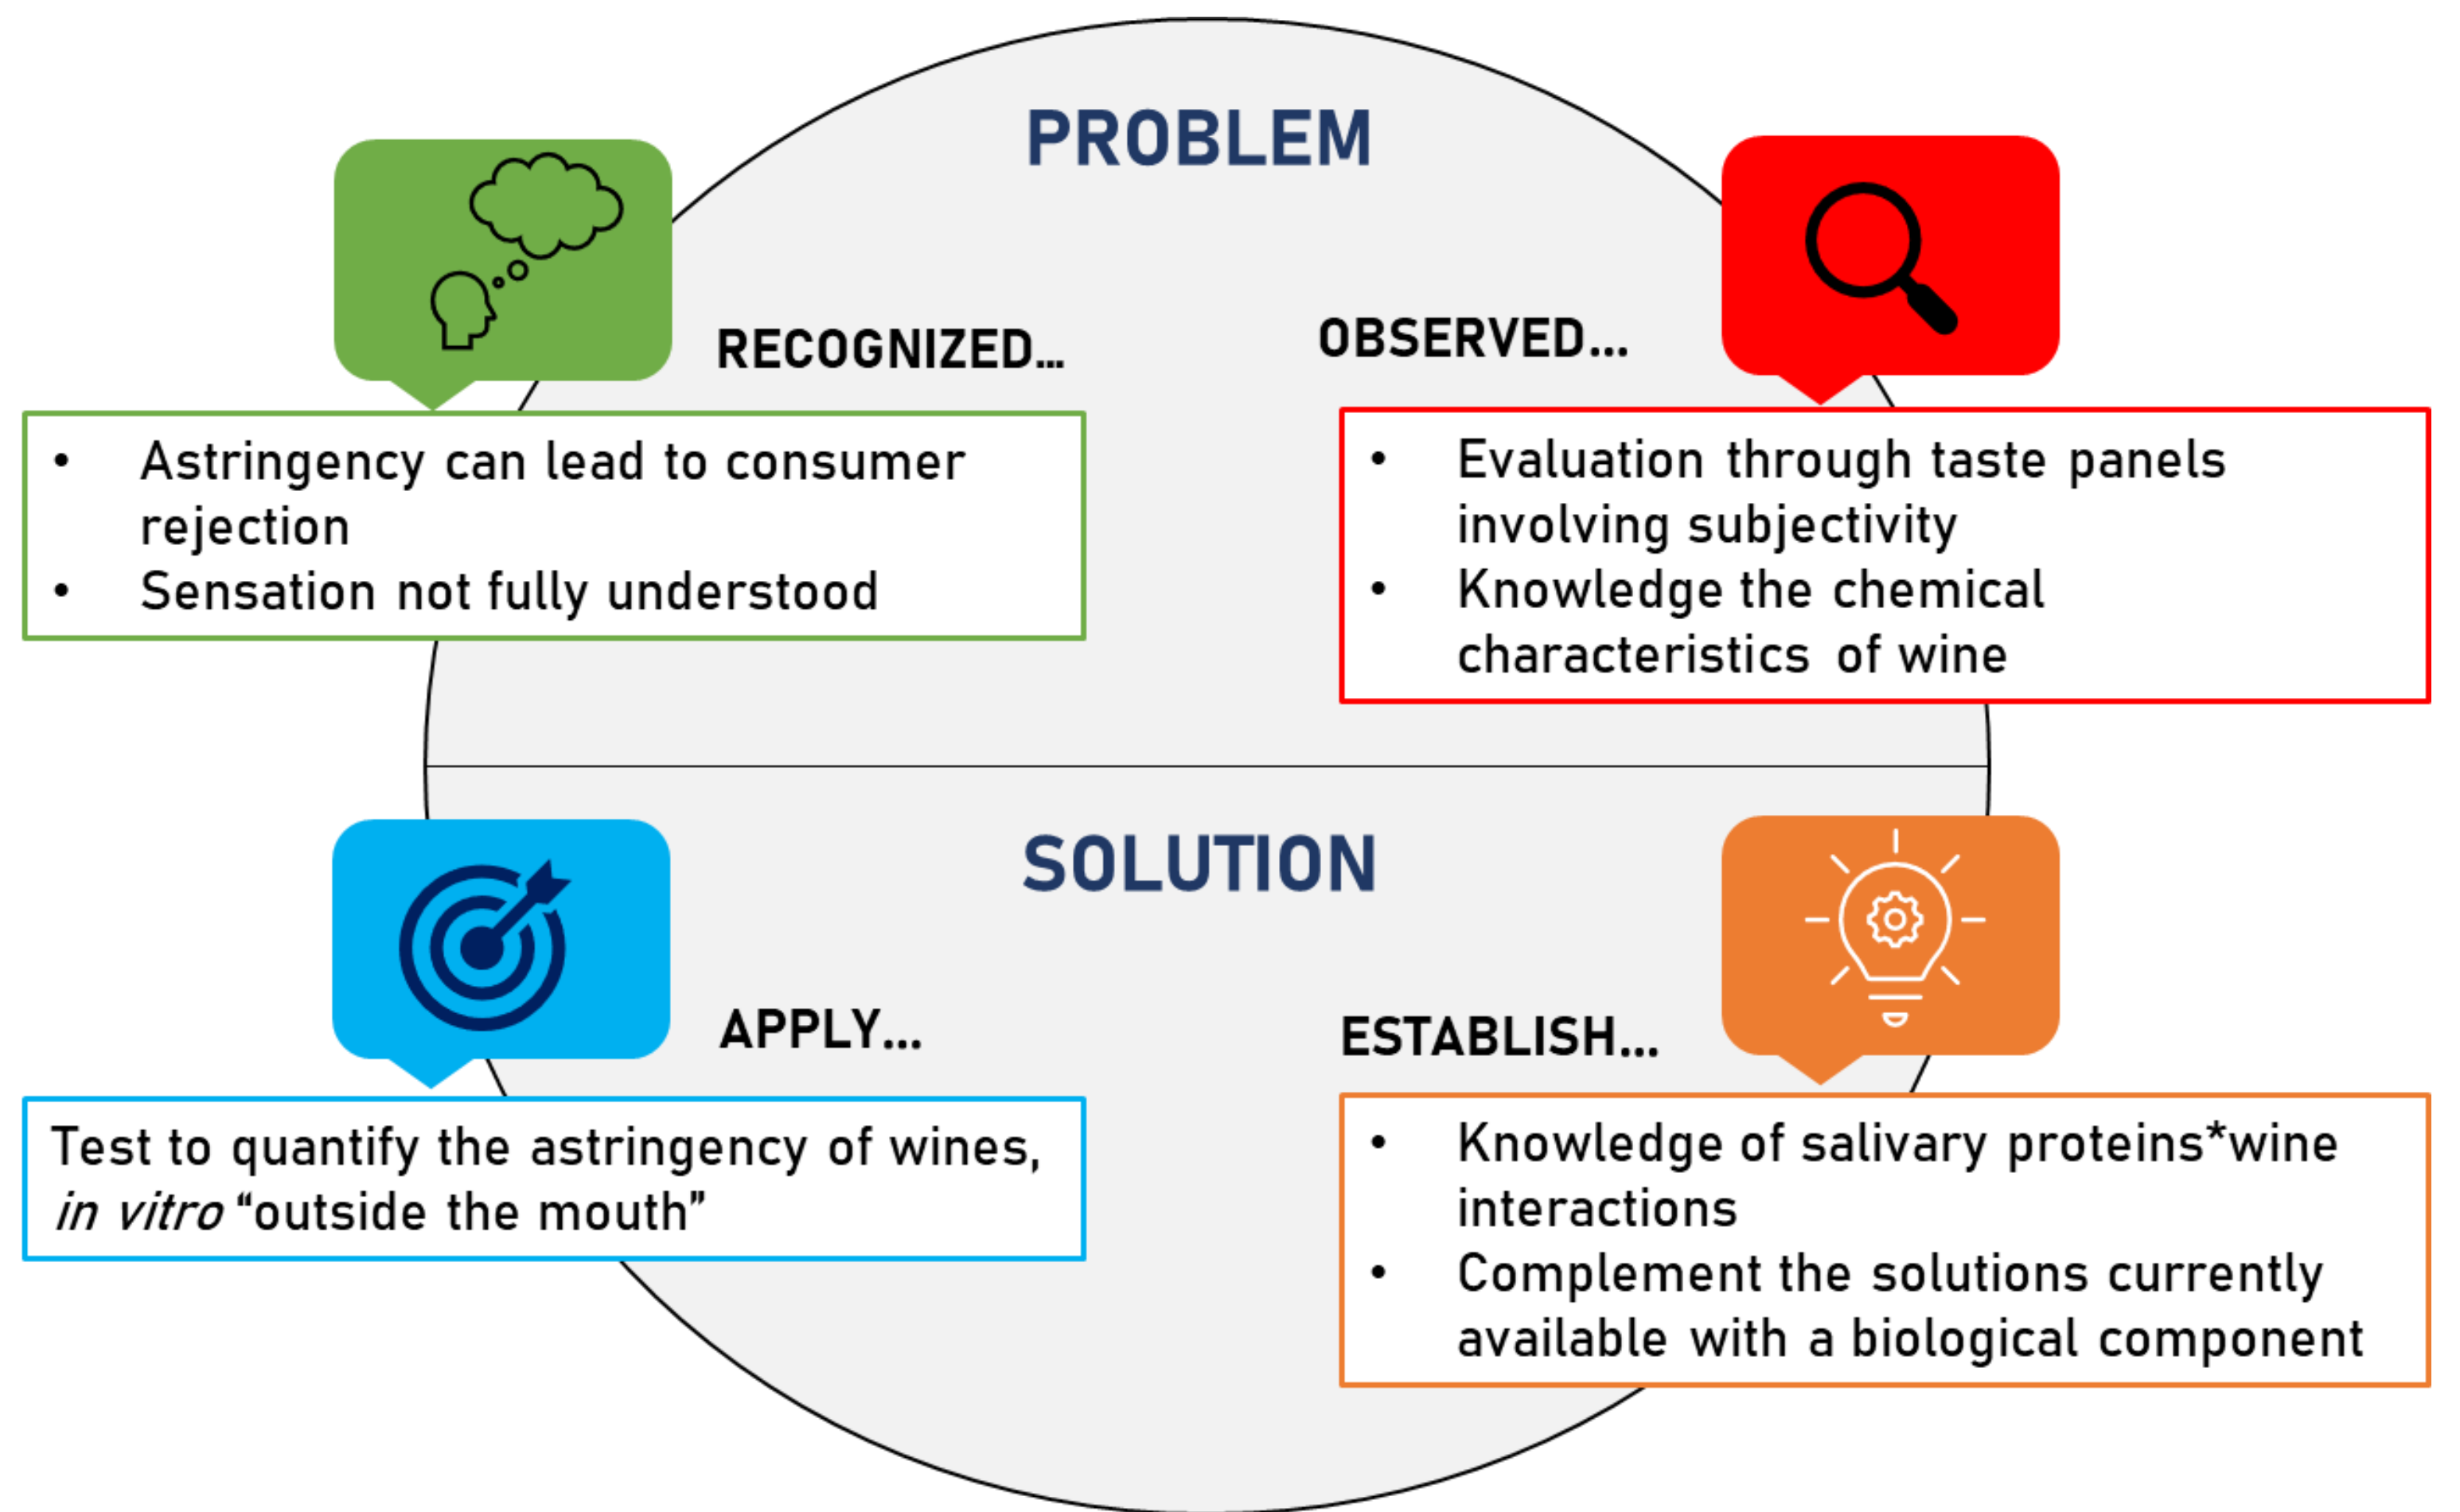 PROBLEM
RECOGNIZED...
• Astringency can lead to consumer
rejection
• Sensation not fully understood
OBSERVED...
• Evaluation through taste panels
involving subjectivity
• Knowledge the chemical
characteristics of wine
SOLUTION
APPLY...
Test to quantify the astringency of wines,
in vitro “outside the mouth”
ESTABLISH...
• Knowledge of salivary proteins*wine
interactions
• Complement the solutions currently
available with a biological component